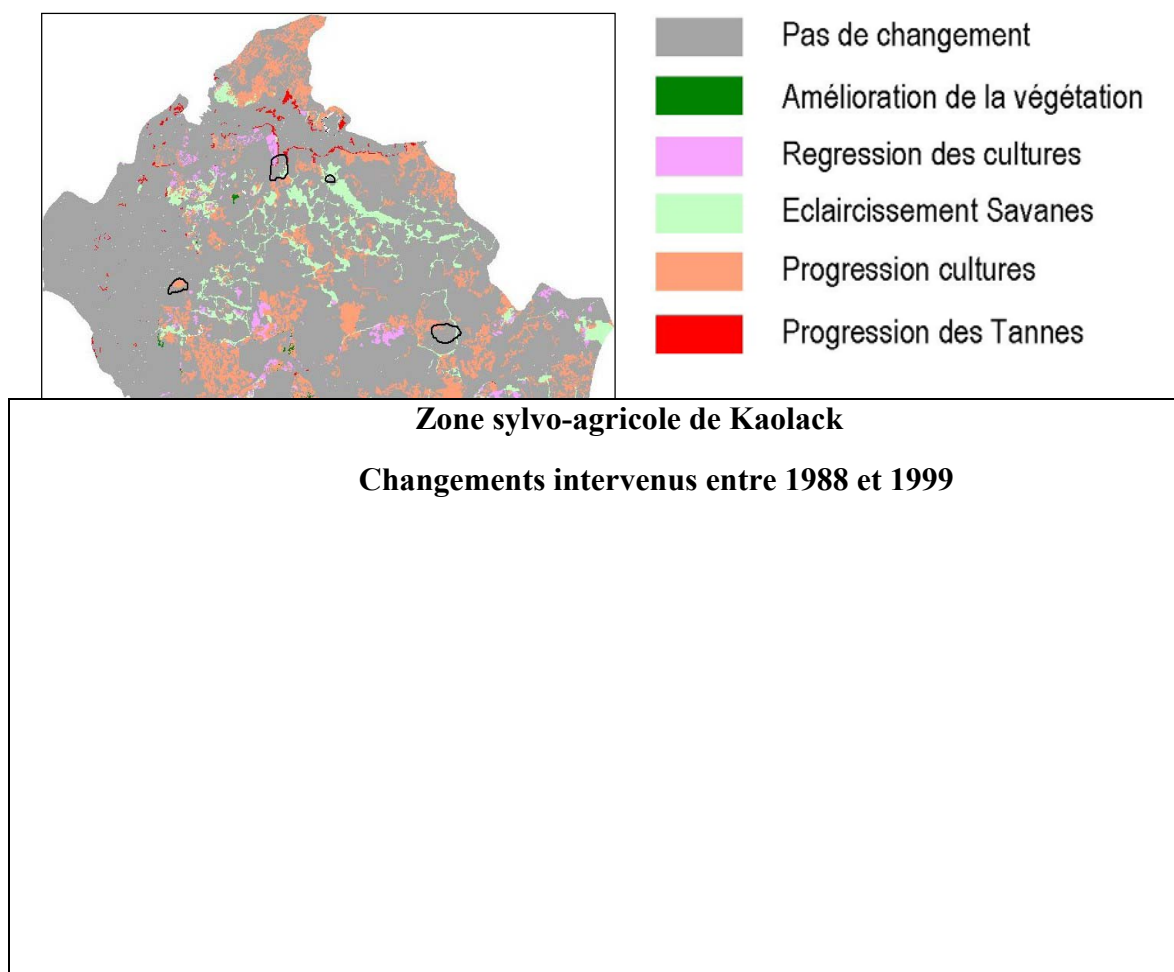 Pas de changement
Amélioration de la végétation
Regression des cultures
Eclaircissement Savanes
Progression cultures
Progression des Tannes
Zone sylvo-agricole de Kaolack
Changements intervenus entre 1988 et 1999